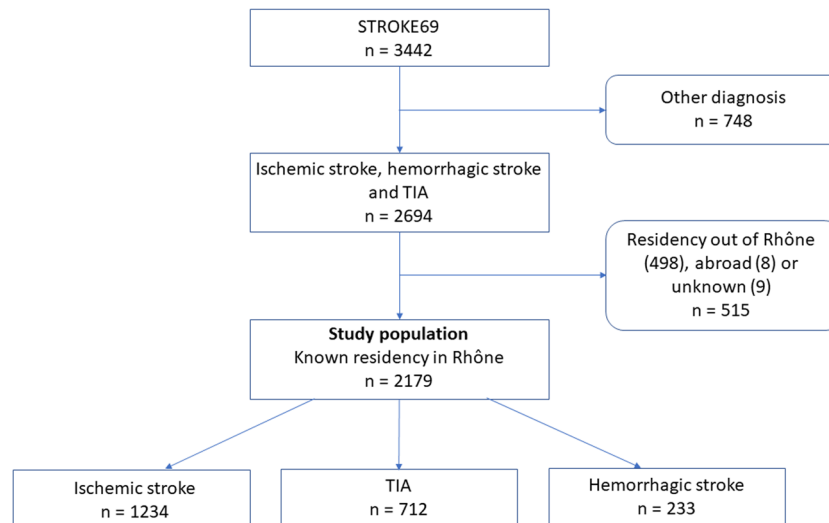 STROKE69
n = 3442
Other diagnosis
n = 748
Ischemic stroke, hemorrhagic stroke
and TIA
n = 2694
Residency out of Rhône
(498), abroad (8) or
unknown (9)
n = 515
Study population
Known residency in Rhône
n = 2179
Ischemic stroke
n = 1234
TIA
n = 712
Hemorrhagic stroke
n = 233